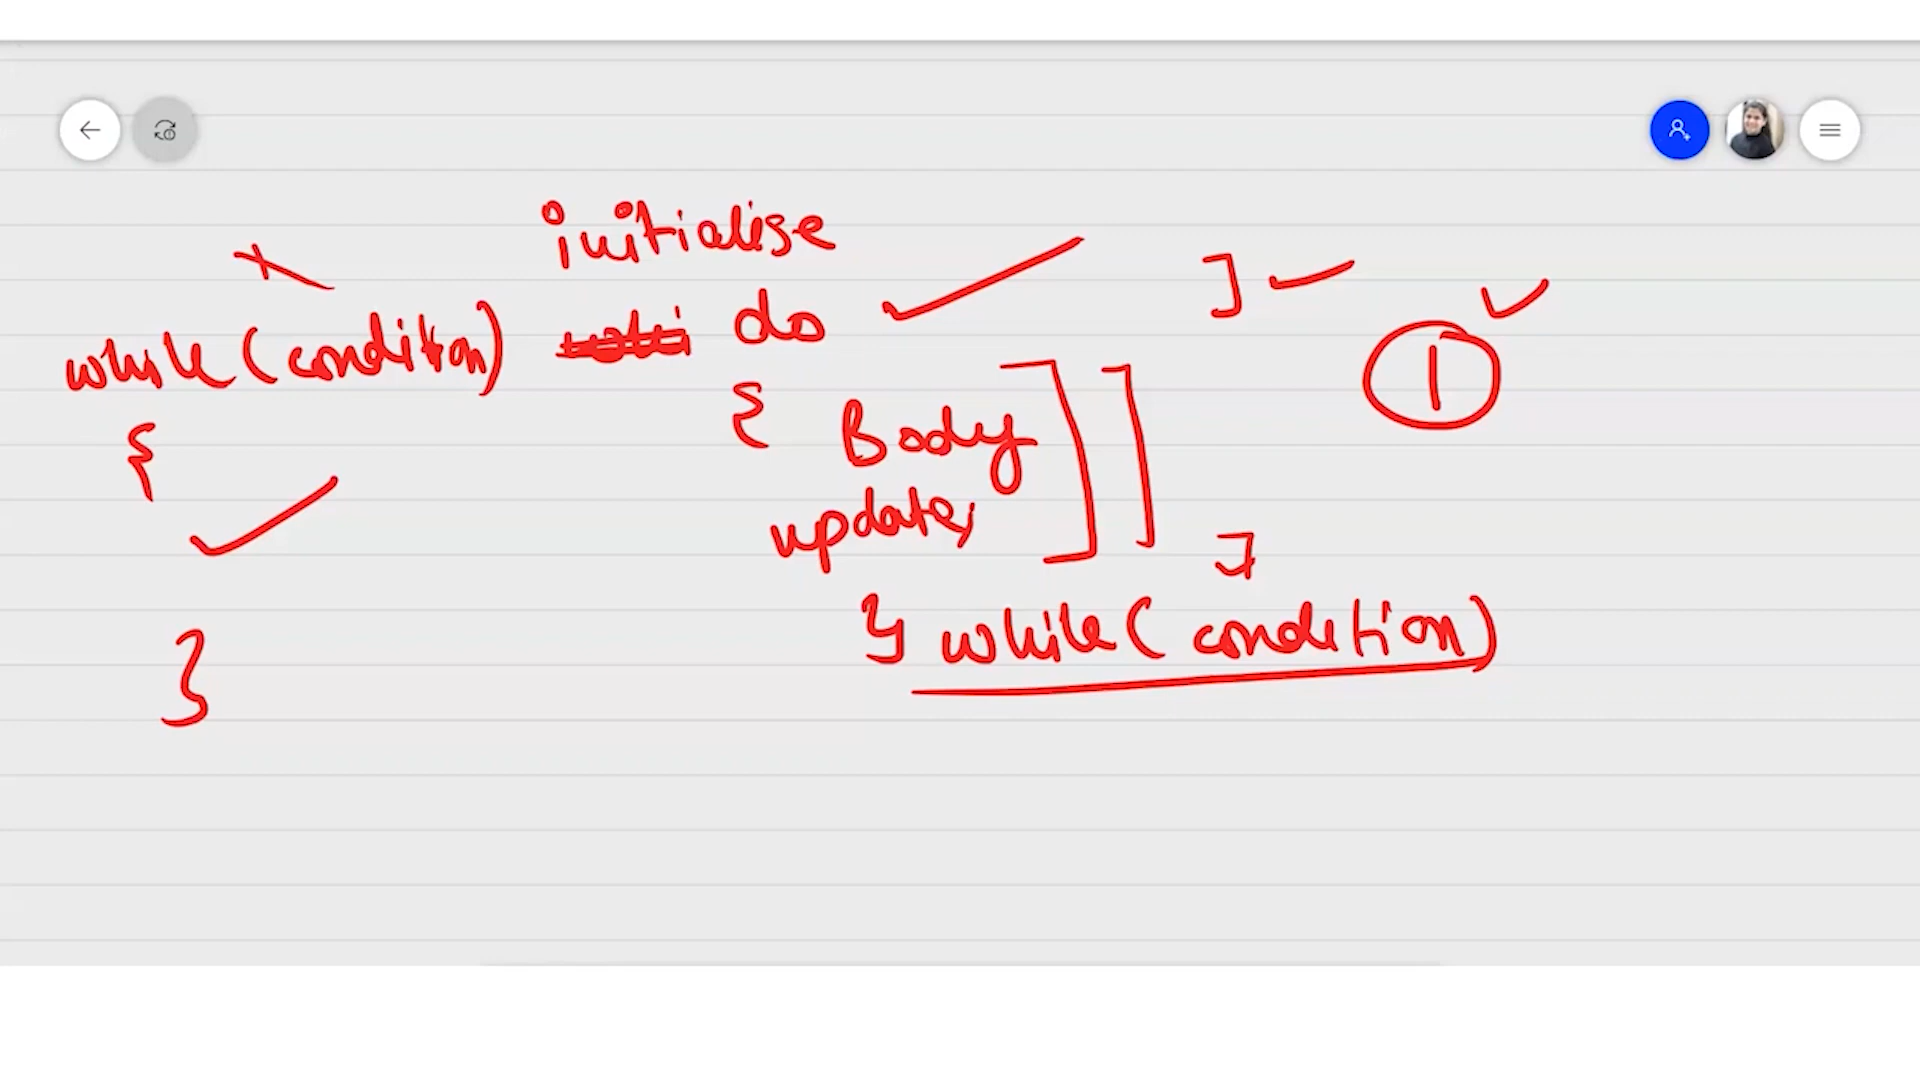 initialise
while (condition) do
{
{ Body
update;
} while (condition)
}
1